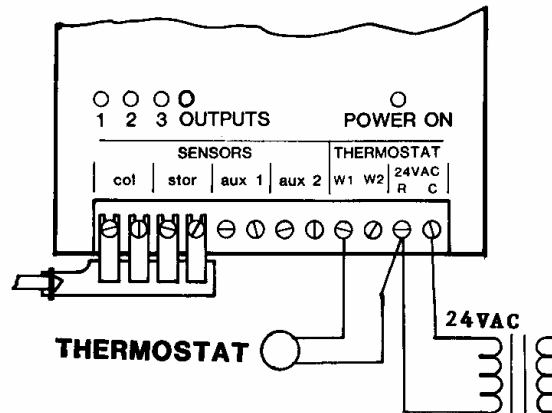 1 2 3 OUTPUTS POWER ON
SENSORS THERMOSTAT
col stor aux 1 aux 2 W1 W2 24VAC
R C
24VAC
THERMOSTAT